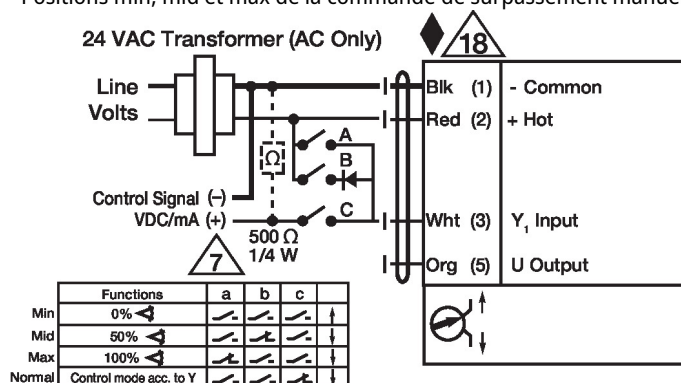 Positions min, mid et max de la commande de surpassement manuel
24 VAC Transformer (AC Only)
18
Line
Volts
Blk (1) - Common
Red (2) + Hot
A
B
Ω
Control Signal (–)
VDC/mA (+)
C
Wht (3) Y1 Input
500 Ω
1/4 W
7
Org (5) U Output
Functions a b c
Min 0%
Mid 50%
Max 100%
Normal Control mode acc. to Y